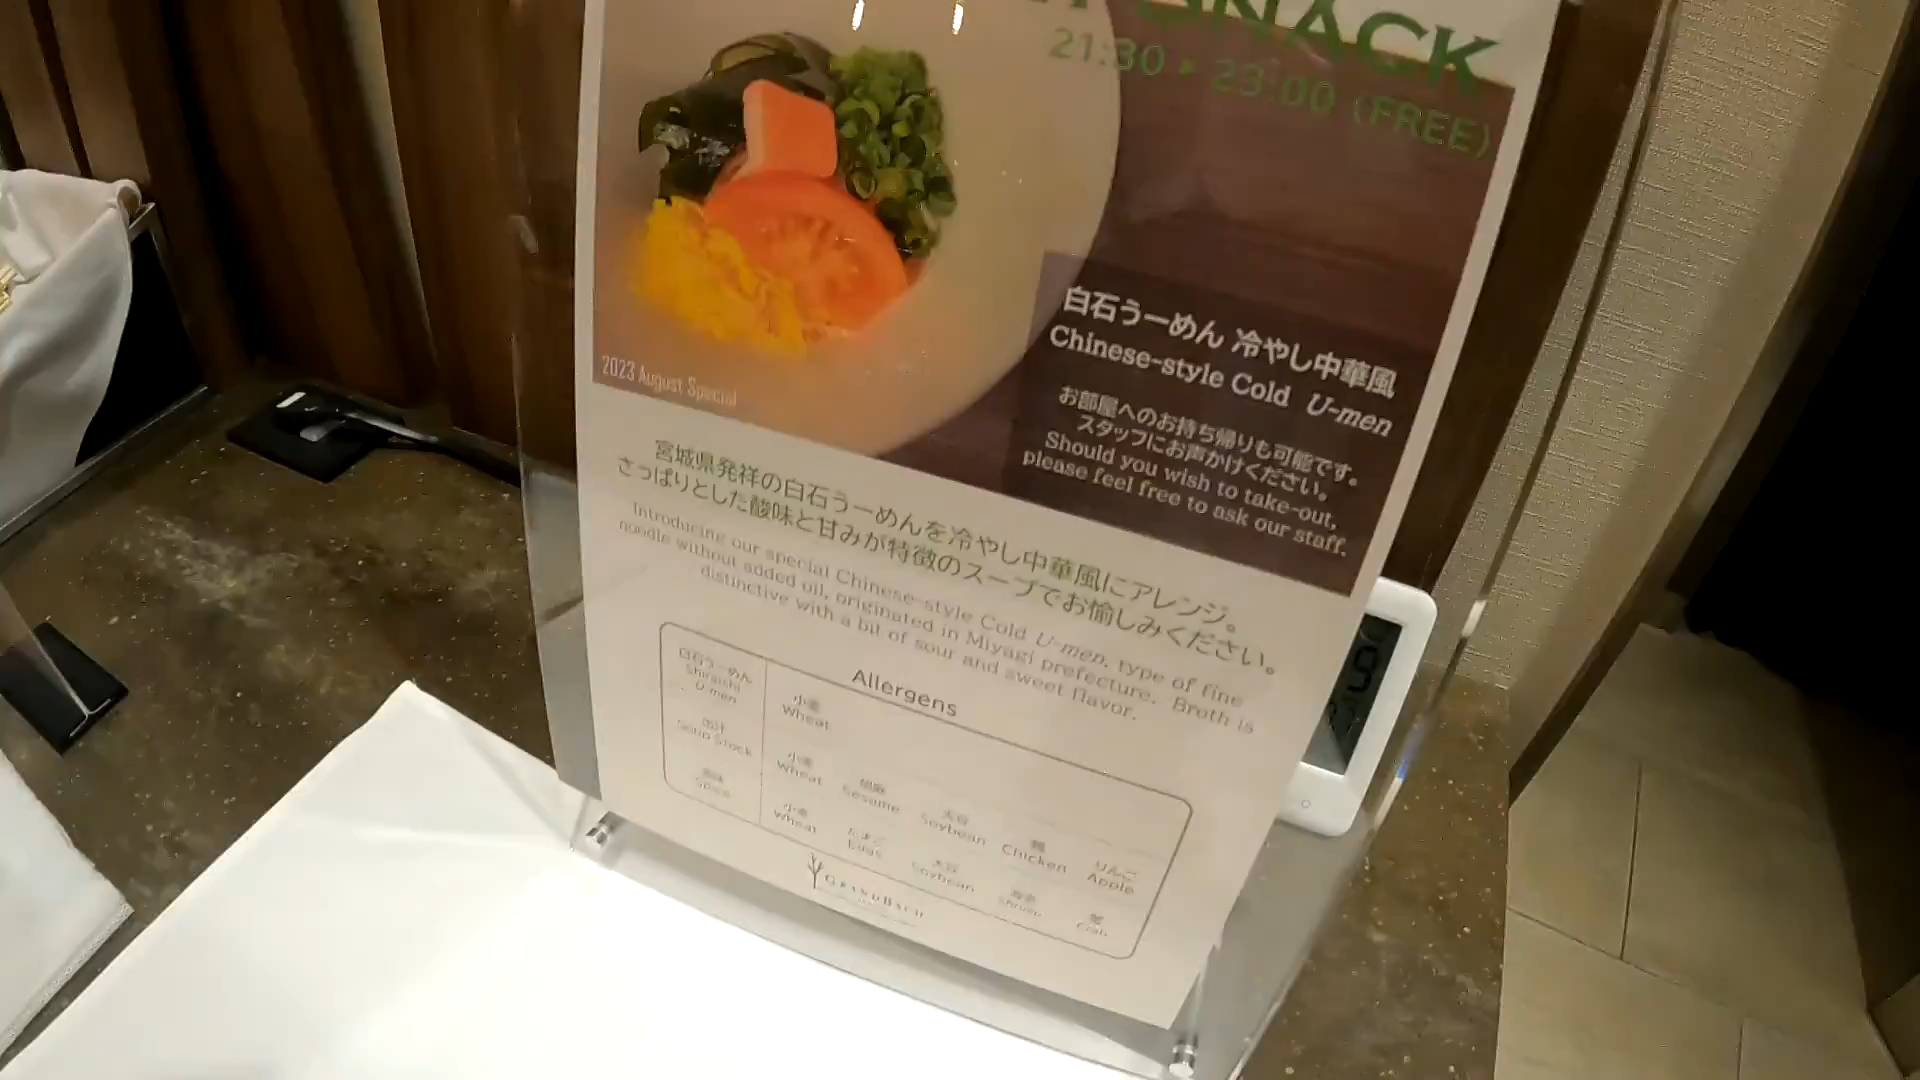 SNACK
21:30 ▸ 23:00 (FREE)
白石うーめん 冷やし中華風
Chinese-style Cold U-men
お部屋へのお持ち帰りも可能です。
スタッフにお声かけください。
Should you wish to take-out,
please feel free to ask our staff.
2023 August Special
宮城県発祥の白石うーめんを冷やし中華風にアレンジ。
さっぱりとした酸味と甘みが特徴のスープでお愉しみください。
Introducing our special Chinese-style Cold U-men, type of fine
noodle without added oil, originated in Miyagi prefecture. Broth is
distinctive with a bit of sour and sweet flavor.
Allergens
白石うーめん
Shiraishi
U-men
小麦
Wheat
Soup Stock
小麦 胡麻 大豆 鶏 りんご
Wheat Sesame Soybean Chicken Apple
Spice
小麦 たまご 大豆 海老 蟹
Wheat Eggs Soybean Shrimp Crab
GRANDBACH